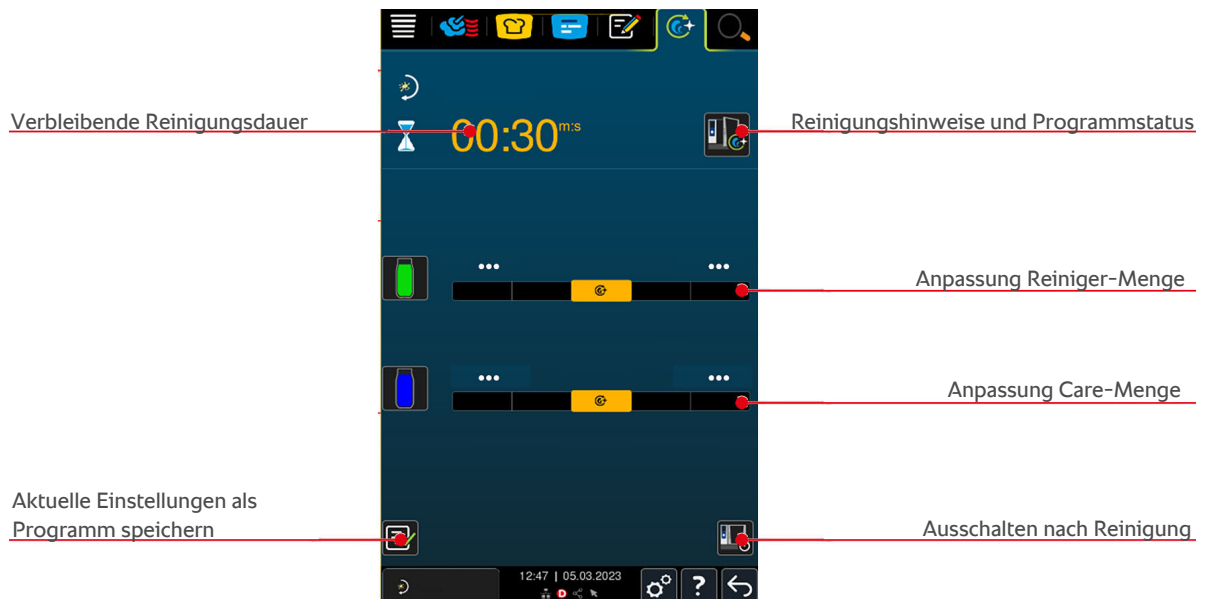 Verbleibende Reinigungsdauer
00:30 m:s
Reinigungshinweise und Programmstatus
Anpassung Reiniger-Menge
Anpassung Care-Menge
Aktuelle Einstellungen als
Programm speichern
Ausschalten nach Reinigung
12:47 | 05.03.2023
D
?